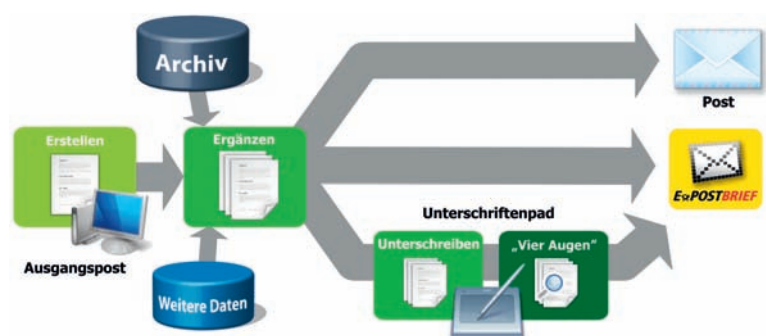 Archiv
Post
Erstellen
Ergänzen
E POSTBRIEF
Unterschriftenpad
Unterschreiben
„Vier Augen“
Ausgangspost
Weitere Daten